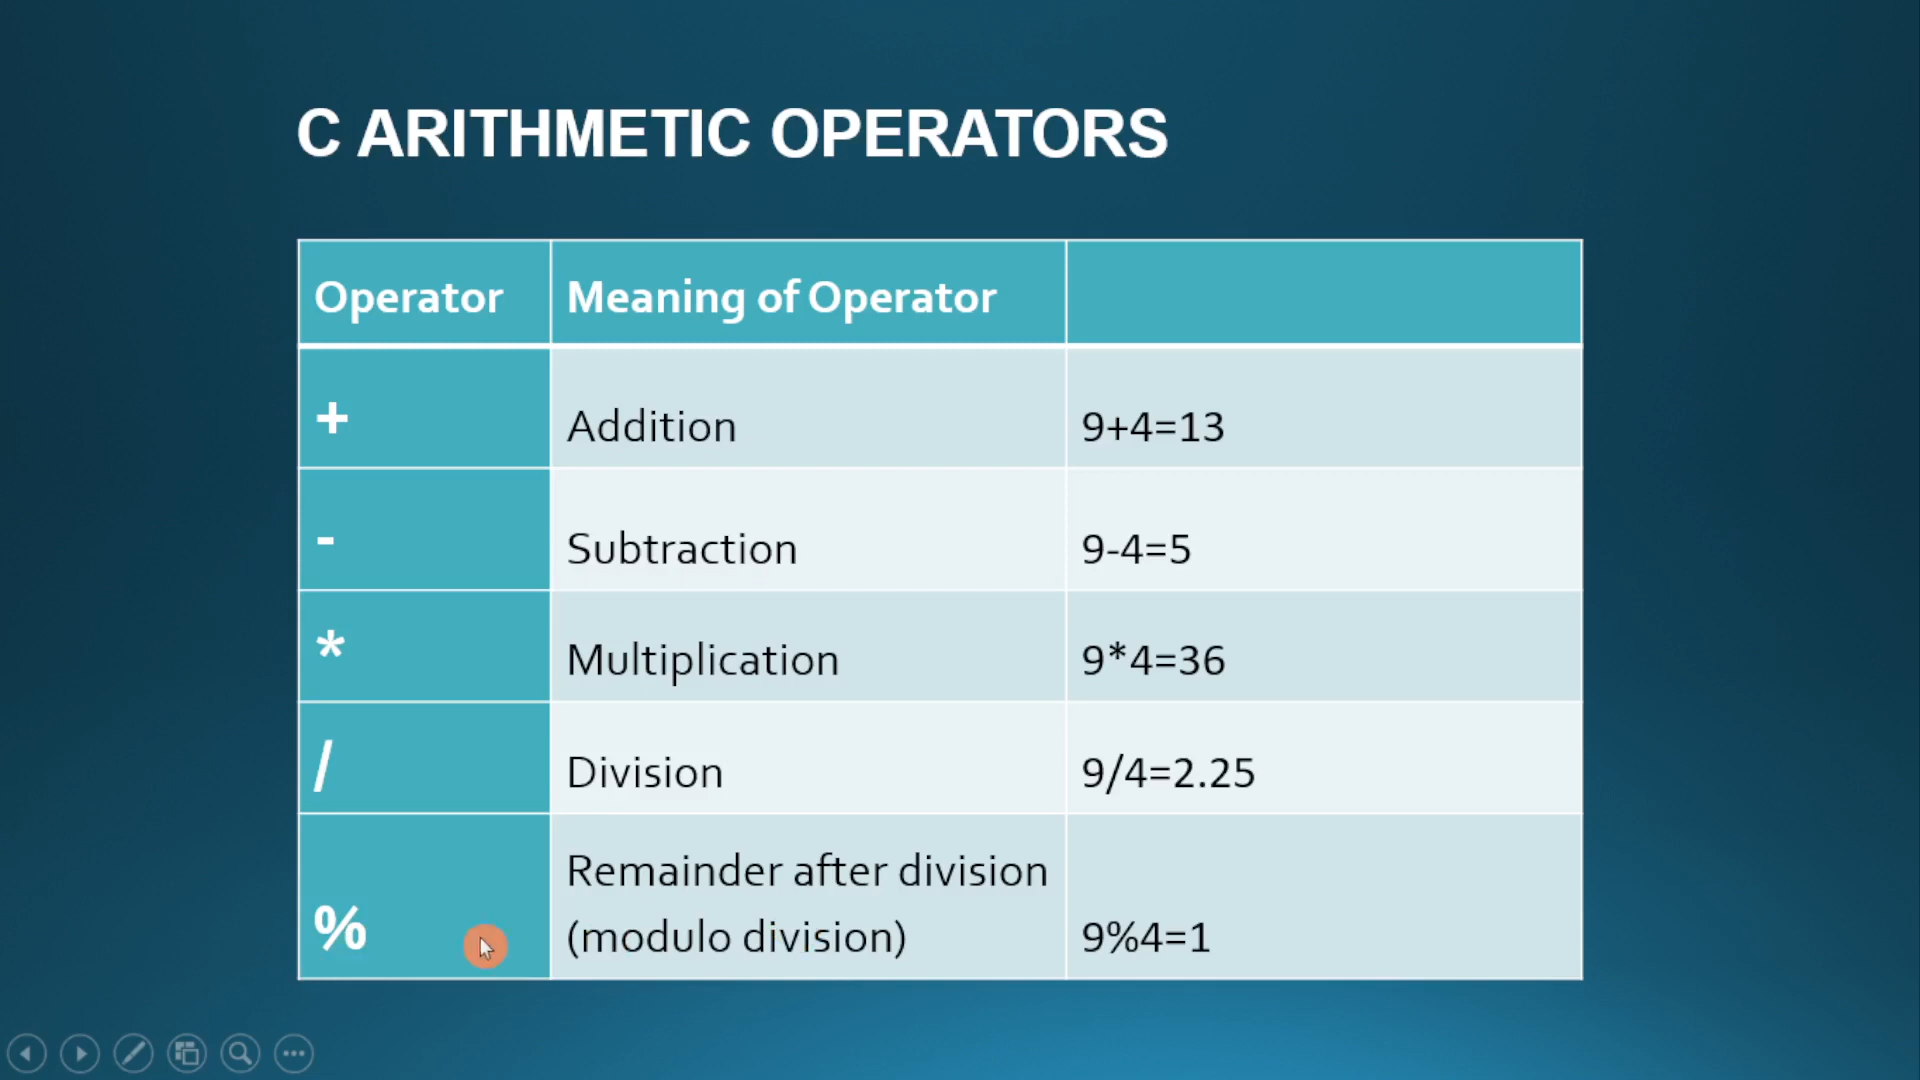 C ARITHMETIC OPERATORS
Operator Meaning of Operator
+ Addition 9+4=13
- Subtraction 9-4=5
* Multiplication 9*4=36
/ Division 9/4=2.25
Remainder after division
% (modulo division) 9%4=1